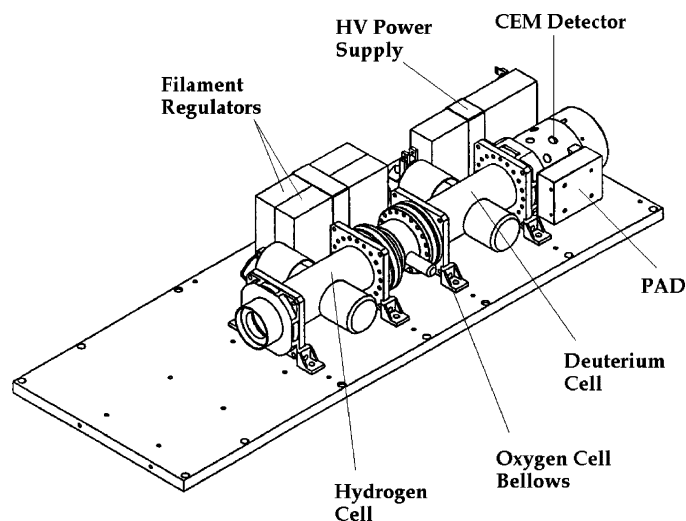 CEM Detector
HV Power
Supply
Filament
Regulators
PAD
Deuterium
Cell
Oxygen Cell
Bellows
Hydrogen
Cell